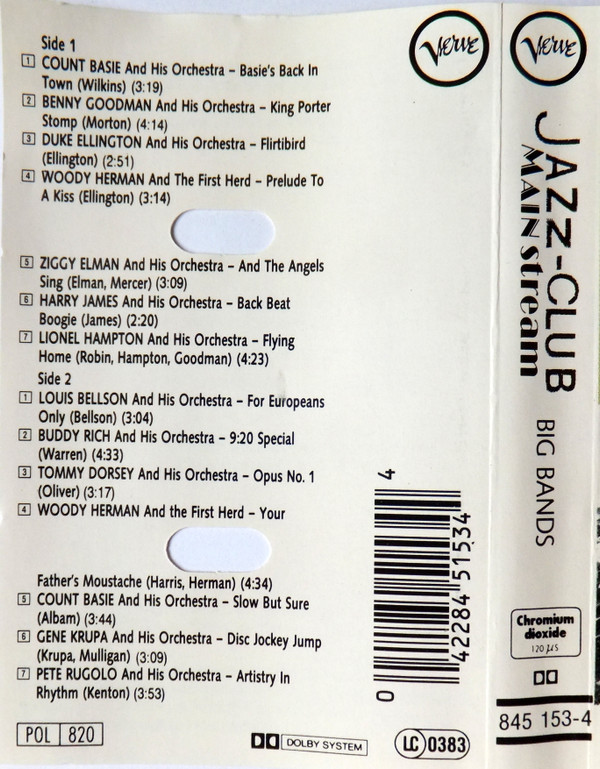 Side 1
1 COUNT BASIE And His Orchestra – Basie's Back In
Town (Wilkins) (3:19)
2 BENNY GOODMAN And His Orchestra – King Porter
Stomp (Morton) (4:14)
3 DUKE ELLINGTON And His Orchestra – Flirtibird
(Ellington) (2:51)
4 WOODY HERMAN And The First Herd – Prelude To
A Kiss (Ellington) (3:14)
5 ZIGGY ELMAN And His Orchestra – And The Angels
Sing (Elman, Mercer) (3:09)
6 HARRY JAMES And His Orchestra – Back Beat
Boogie (James) (2:20)
7 LIONEL HAMPTON And His Orchestra – Flying
Home (Robin, Hampton, Goodman) (4:23)
Side 2
1 LOUIS BELLSON And His Orchestra – For Europeans
Only (Bellson) (3:04)
2 BUDDY RICH And His Orchestra – 9:20 Special
(Warren) (4:33)
3 TOMMY DORSEY And His Orchestra – Opus No. 1
(Oliver) (3:17)
4 WOODY HERMAN And the First Herd – Your
Father's Moustache (Harris, Herman) (4:34)
5 COUNT BASIE And His Orchestra – Slow But Sure
(Albam) (3:44)
6 GENE KRUPA And His Orchestra – Disc Jockey Jump
(Krupa, Mulligan) (3:09)
7 PETE RUGOLO And His Orchestra – Artistry In
Rhythm (Kenton) (3:53)
POL 820
DOLBY SYSTEM
LC 0383
Verve
0 42284 51534 4
Verve
JAZZ-CLUB
MAINstream
BIG BANDS
Chromium
dioxide
120 µs
845 153-4